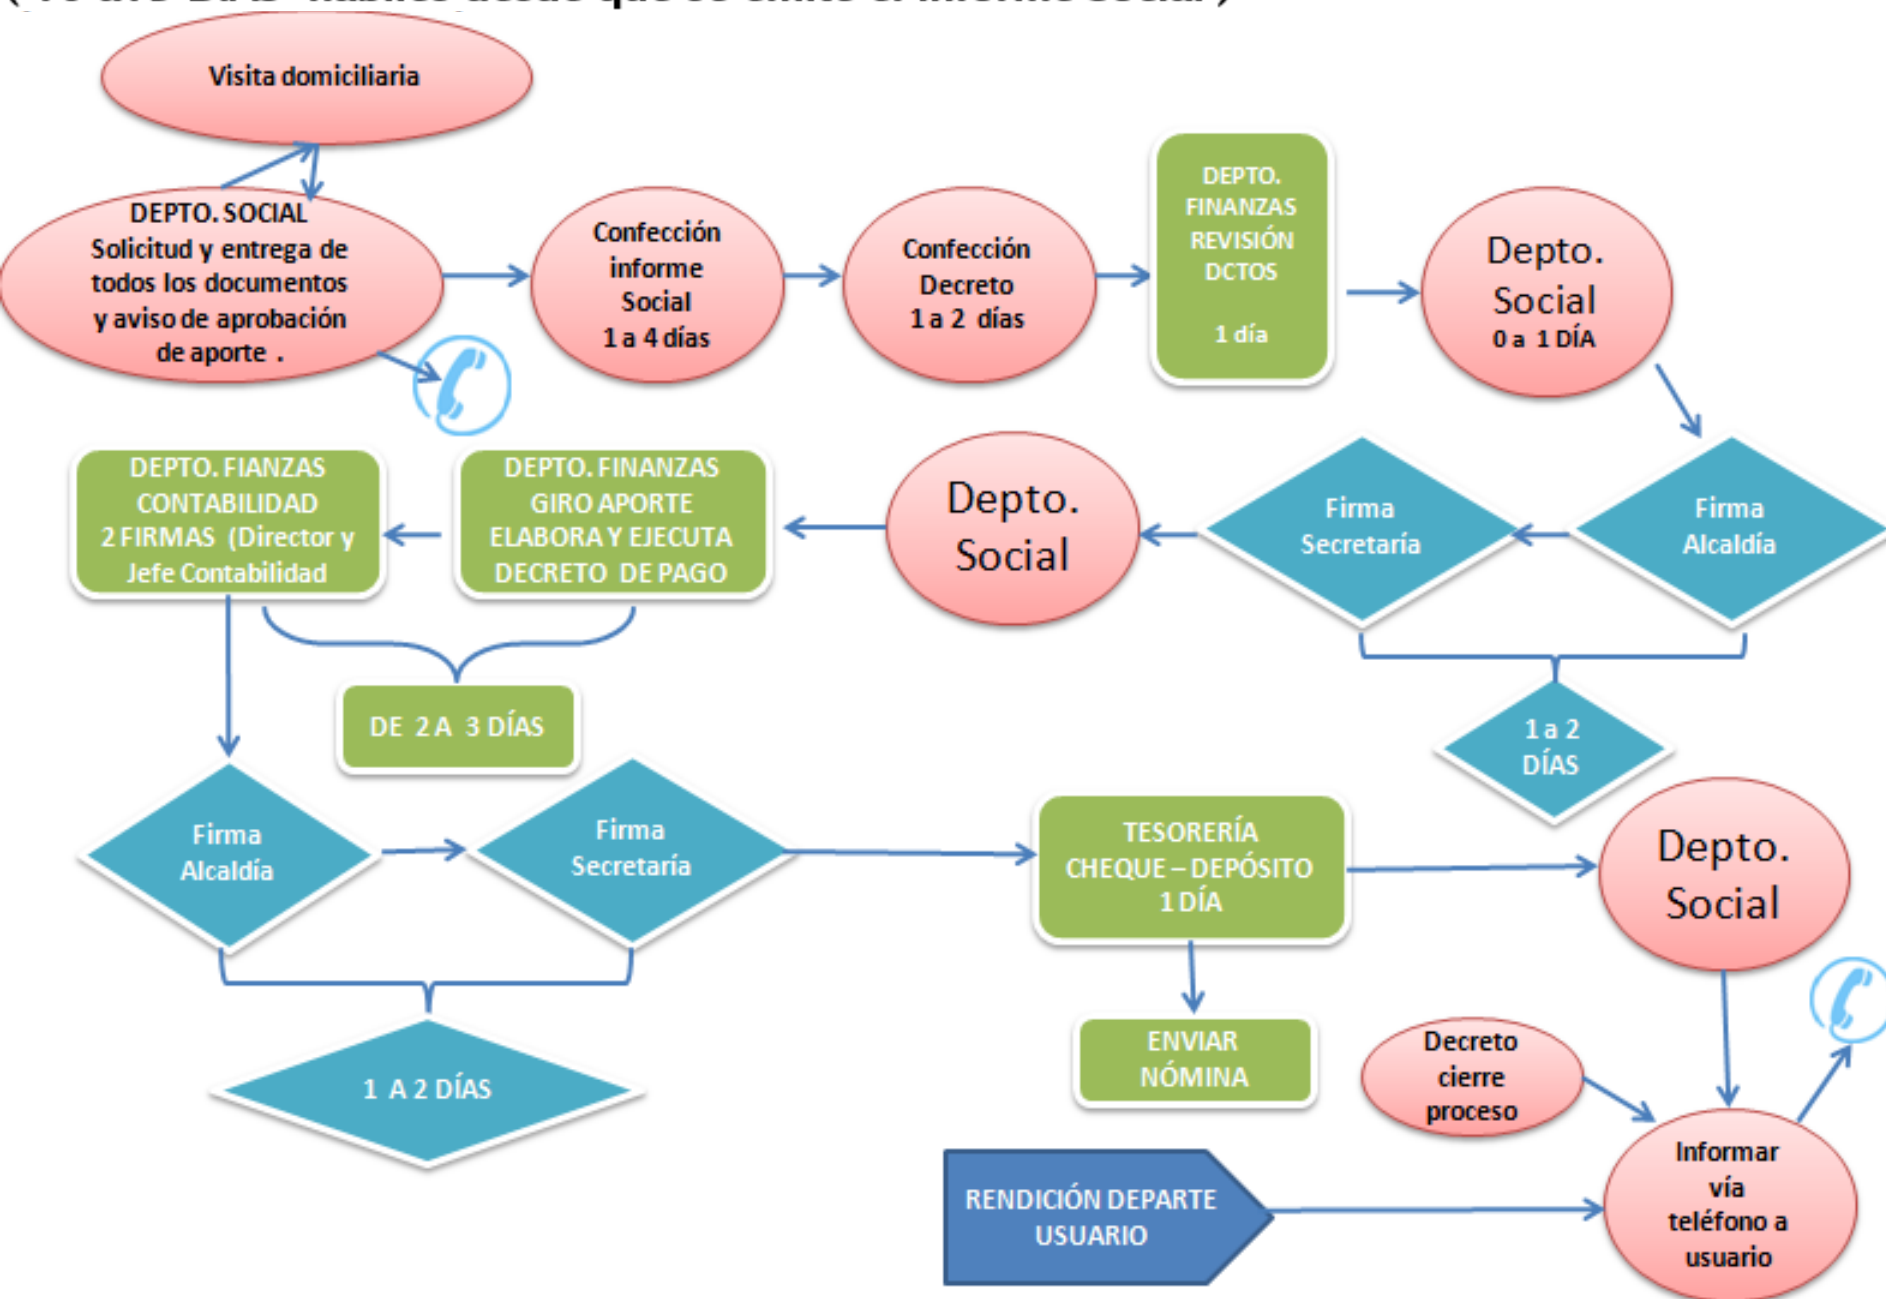 Visita domiciliaria
DEPTO. SOCIAL
Solicitud y entrega de
todos los documentos
y aviso de aprobación
de aporte .
Confección
informe
Social
1 a 4 días
Confección
Decreto
1 a 2 días
DEPTO.
FINANZAS
REVISIÓN
DCTOS
1 día
Depto.
Social
0 a 1 DÍA
Firma
Alcaldía
Firma
Secretaría
1 a 2
DÍAS
Depto.
Social
DEPTO. FINANZAS
GIRO APORTE
ELABORA Y EJECUTA
DECRETO DE PAGO
DEPTO. FIANZAS
CONTABILIDAD
2 FIRMAS (Director y
Jefe Contabilidad
DE 2 A 3 DÍAS
Firma
Alcaldía
Firma
Secretaría
1 A 2 DÍAS
TESORERÍA
CHEQUE – DEPÓSITO
1 DÍA
ENVIAR
NÓMINA
Depto.
Social
Decreto
cierre
proceso
RENDICIÓN DEPARTE
USUARIO
Informar
vía
teléfono a
usuario